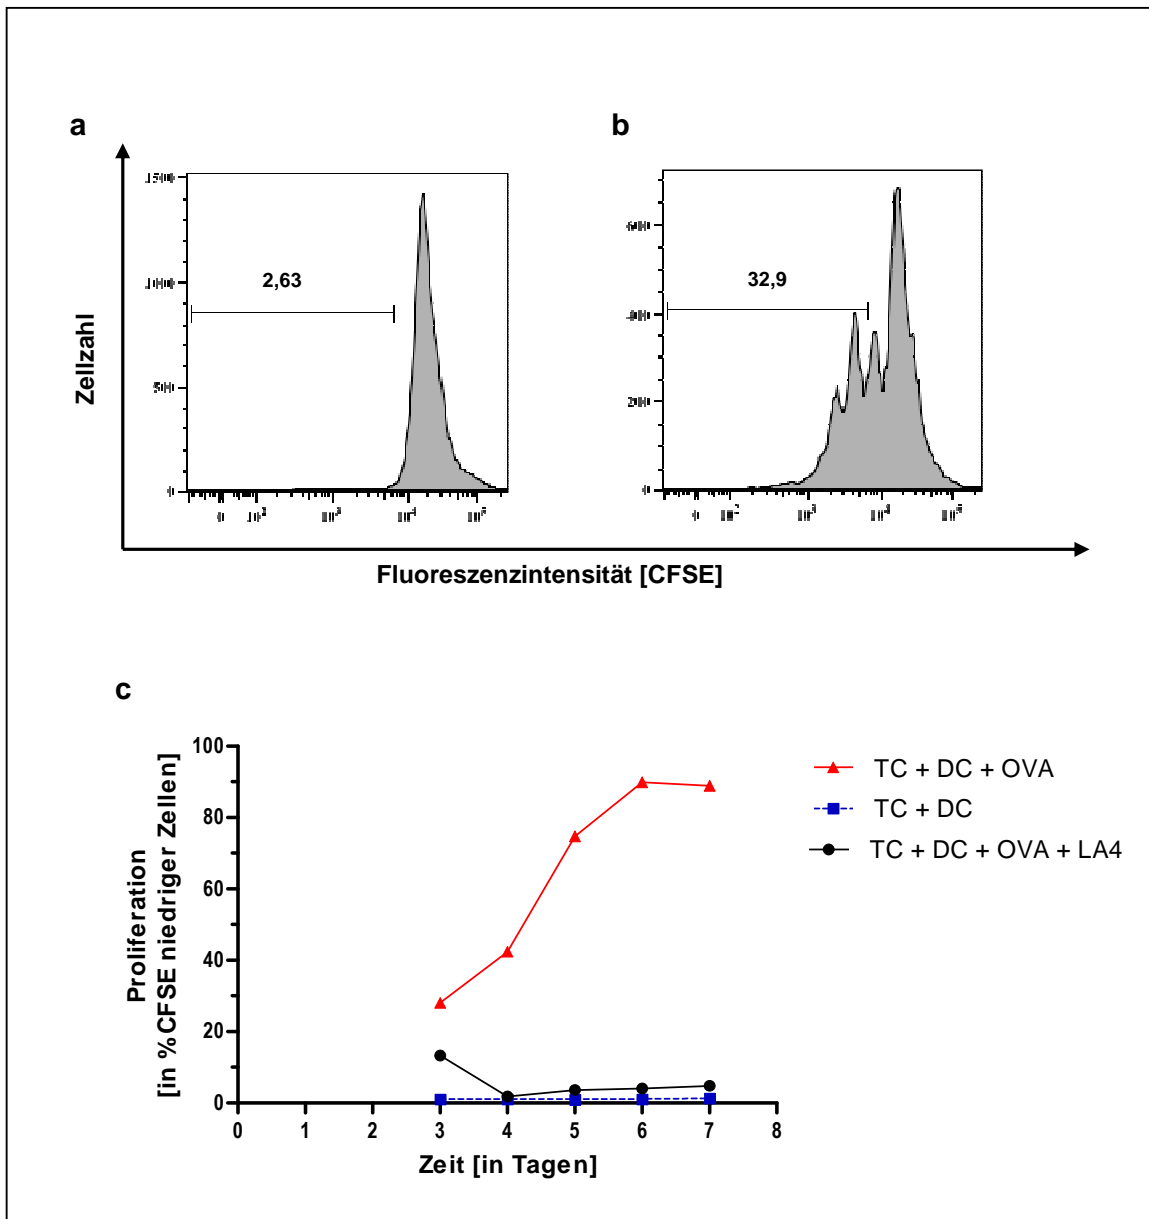 a
b
2,63
32,9
Zellzahl
Fluoreszenzintensität [CFSE]
c
Proliferation
[in %CFSE niedriger Zellen]
100
80
60
40
20
0
0 1 2 3 4 5 6 7 8
Zeit [in Tagen]
TC + DC + OVA
TC + DC
TC + DC + OVA + LA4